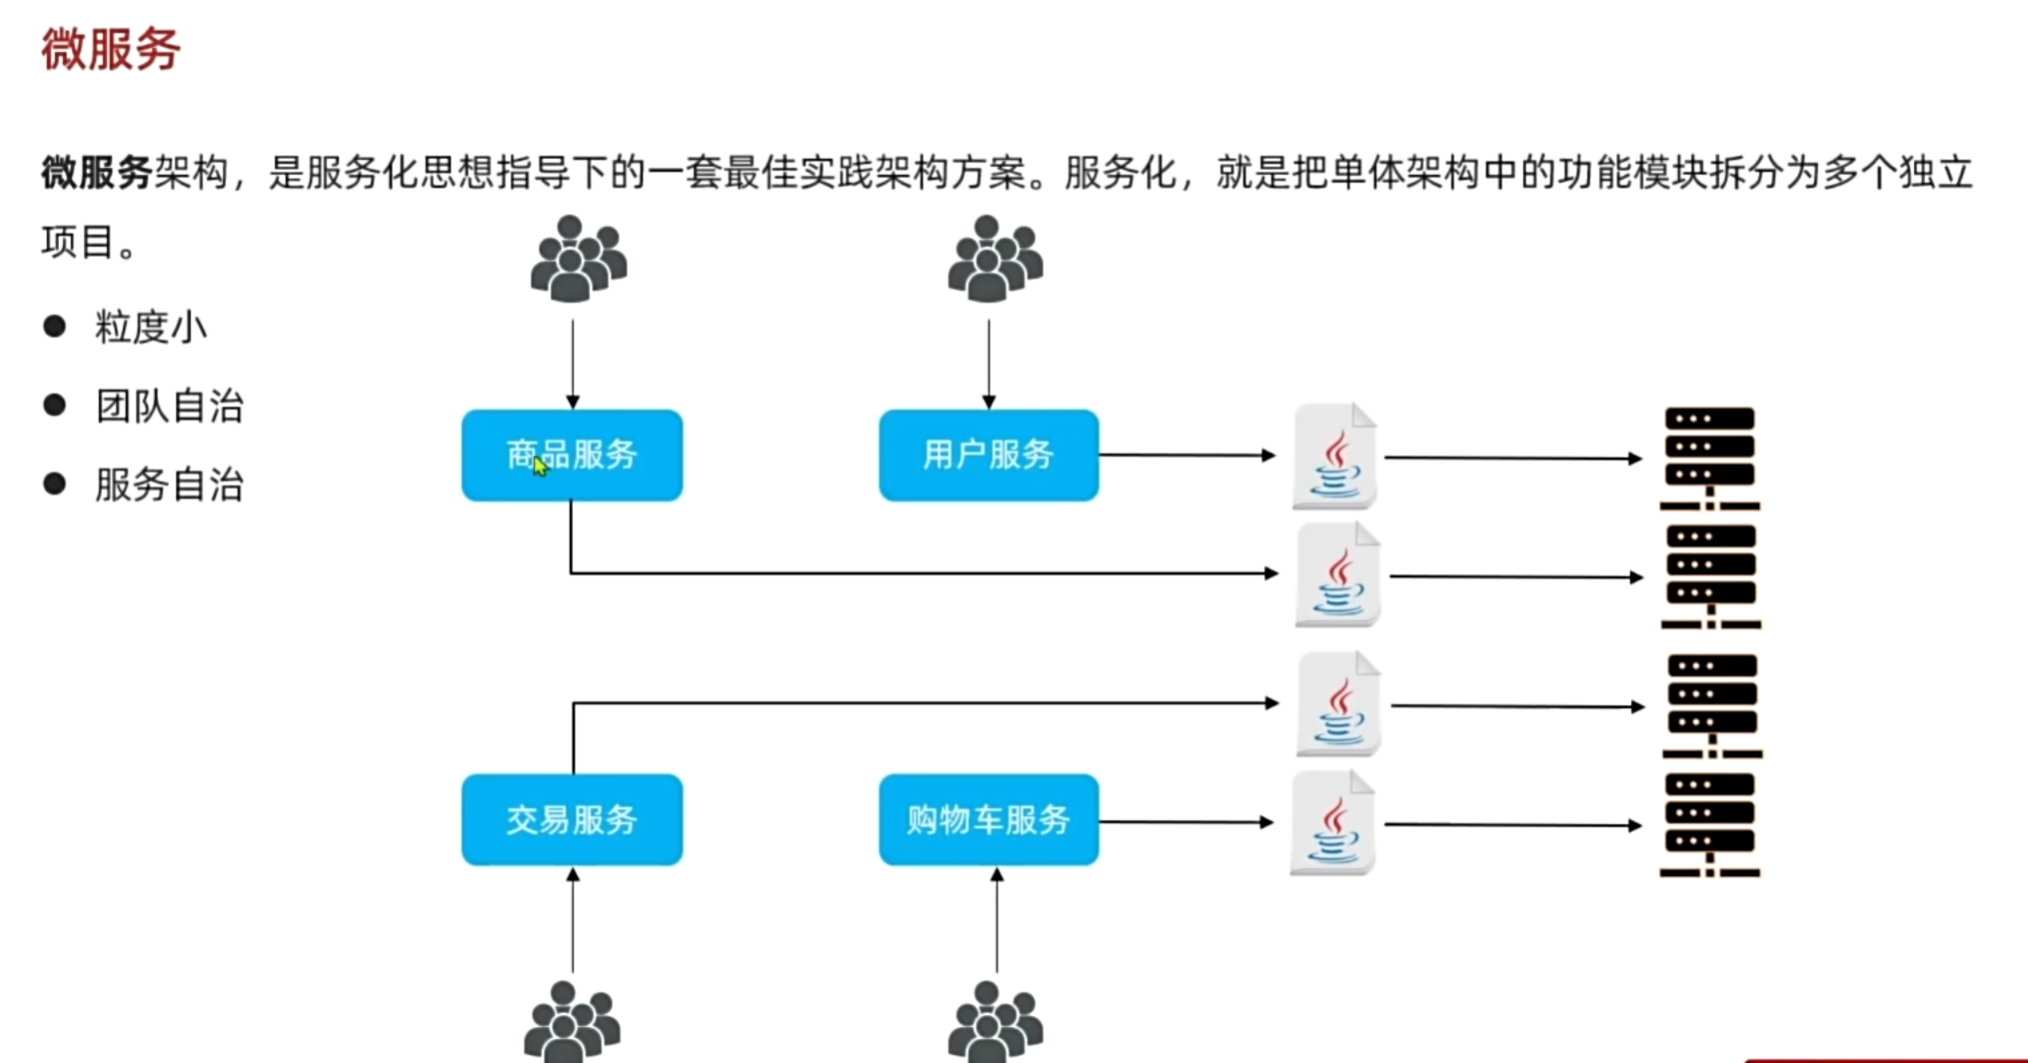 微服务
微服务架构，是服务化思想指导下的一套最佳实践架构方案。服务化，就是把单体架构中的功能模块拆分为多个独立
项目。
粒度小
团队自治
服务自治
商品服务
用户服务
交易服务
购物车服务